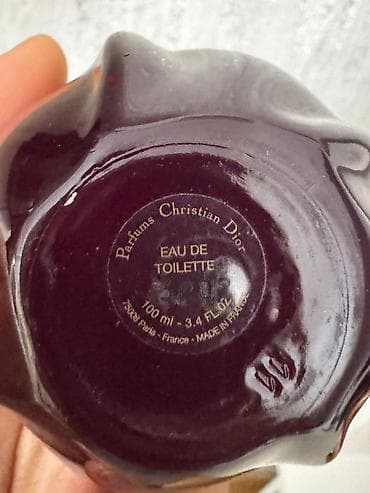 Parfums Christian Dior
EAU DE
TOILETTE
100 ml - 3.4 FL.OZ
75008 Paris - France - MADE IN FRANCE